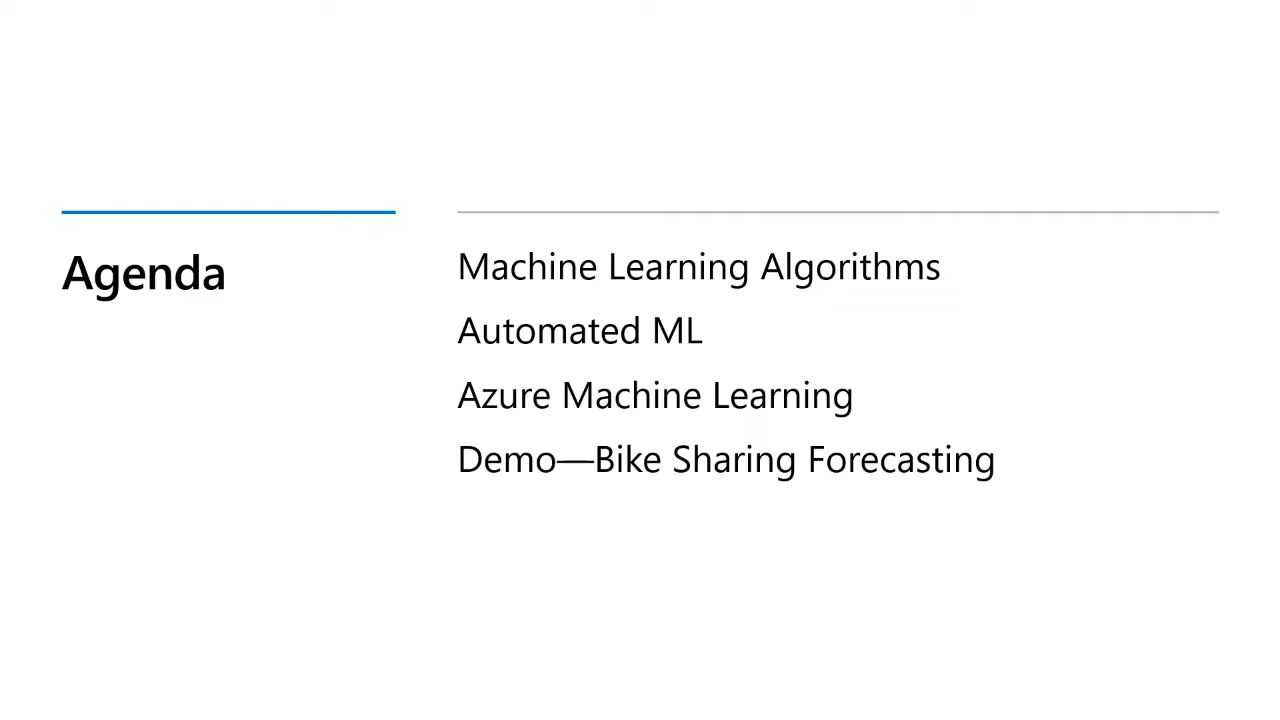 Agenda
Machine Learning Algorithms
Automated ML
Azure Machine Learning
Demo—Bike Sharing Forecasting